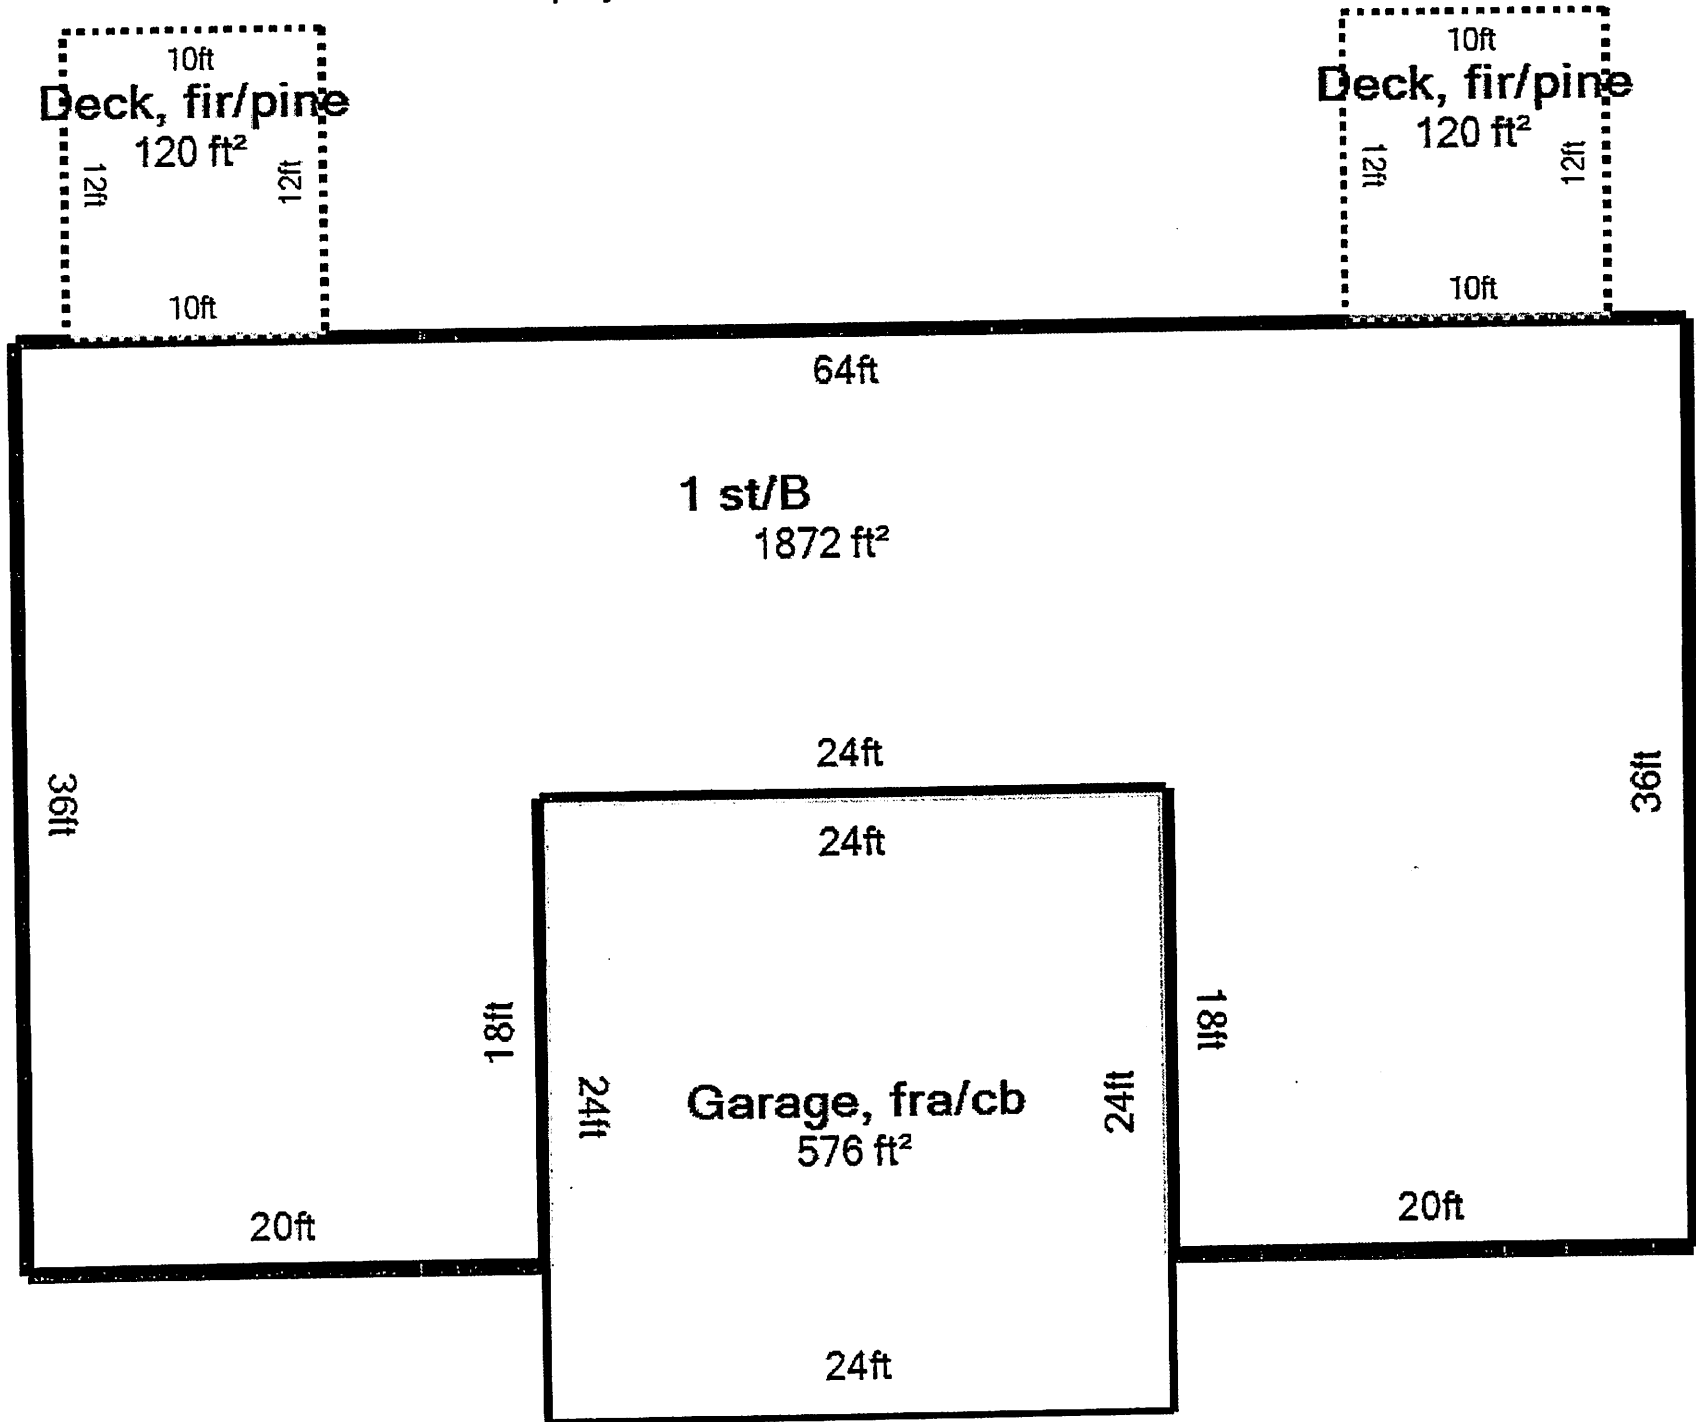 10ft
Deck, fir/pine
120 ft²
12ft
12ft
10ft
10ft
Deck, fir/pine
120 ft²
12ft
12ft
10ft
64ft
1 st/B
1872 ft²
36ft
36ft
24ft
24ft
18ft
18ft
24ft
24ft
Garage, fra/cb
576 ft²
20ft
20ft
24ft